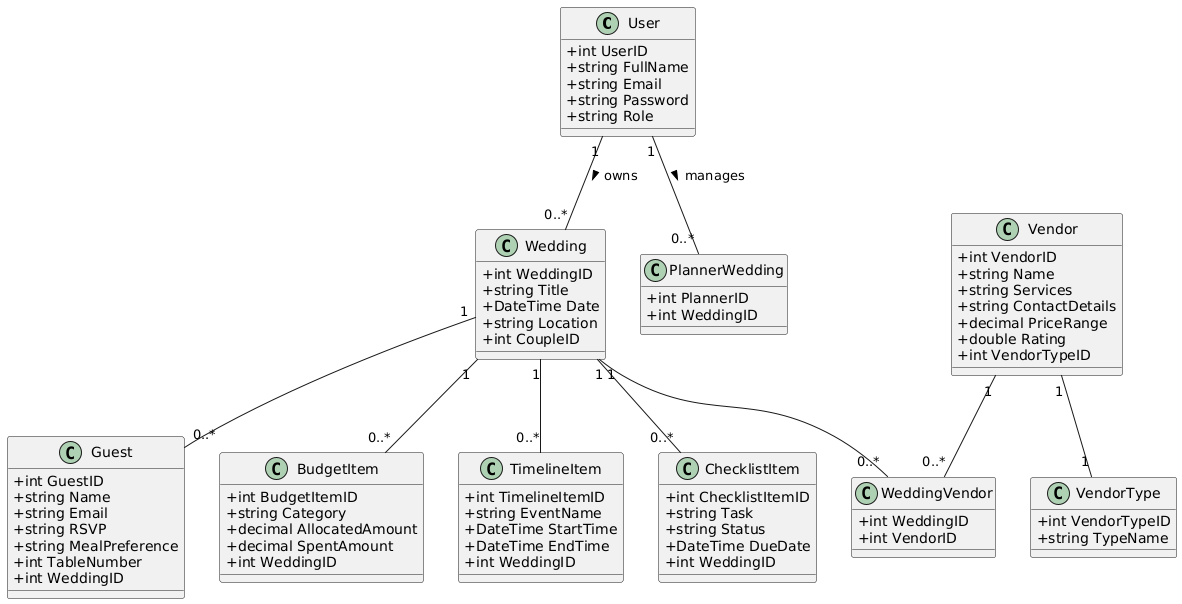 C User
+int UserID
+string FullName
+string Email
+string Password
+string Role
1
1
owns
manages
0..*
0..*
C Wedding
+int WeddingID
+string Title
+DateTime Date
+string Location
+int CoupleID
C PlannerWedding
+int PlannerID
+int WeddingID
C Vendor
+int VendorID
+string Name
+string Services
+string ContactDetails
+decimal PriceRange
+double Rating
+int VendorTypeID
1
1
1
1
1
1
1
0..*
0..*
0..*
0..*
0..*
0..*
1
C Guest
+int GuestID
+string Name
+string Email
+string RSVP
+string MealPreference
+int TableNumber
+int WeddingID
C BudgetItem
+int BudgetItemID
+string Category
+decimal AllocatedAmount
+decimal SpentAmount
+int WeddingID
C TimelineItem
+int TimelineItemID
+string EventName
+DateTime StartTime
+DateTime EndTime
+int WeddingID
C ChecklistItem
+int ChecklistItemID
+string Task
+string Status
+DateTime DueDate
+int WeddingID
C WeddingVendor
+int WeddingID
+int VendorID
C VendorType
+int VendorTypeID
+string TypeName